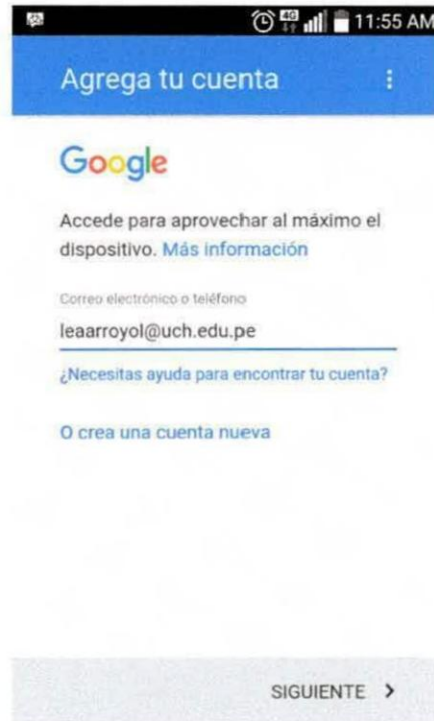 4G 11:55 AM
Agrega tu cuenta
Google
Accede para aprovechar al máximo el
dispositivo. Más información
Correo electrónico o teléfono
leaarroyol@uch.edu.pe
¿Necesitas ayuda para encontrar tu cuenta?
O crea una cuenta nueva
SIGUIENTE >